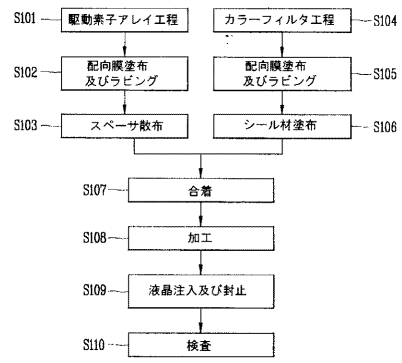 S101 駆動素子アレイ工程
カラーフィルタ工程 S104
S102 配向膜塗布
及びラビング
配向膜塗布 S105
及びラビング
S103 スペーサ散布
シール材塗布 S106
S107 合着
S108 加工
S109 液晶注入及び封止
S110 検査